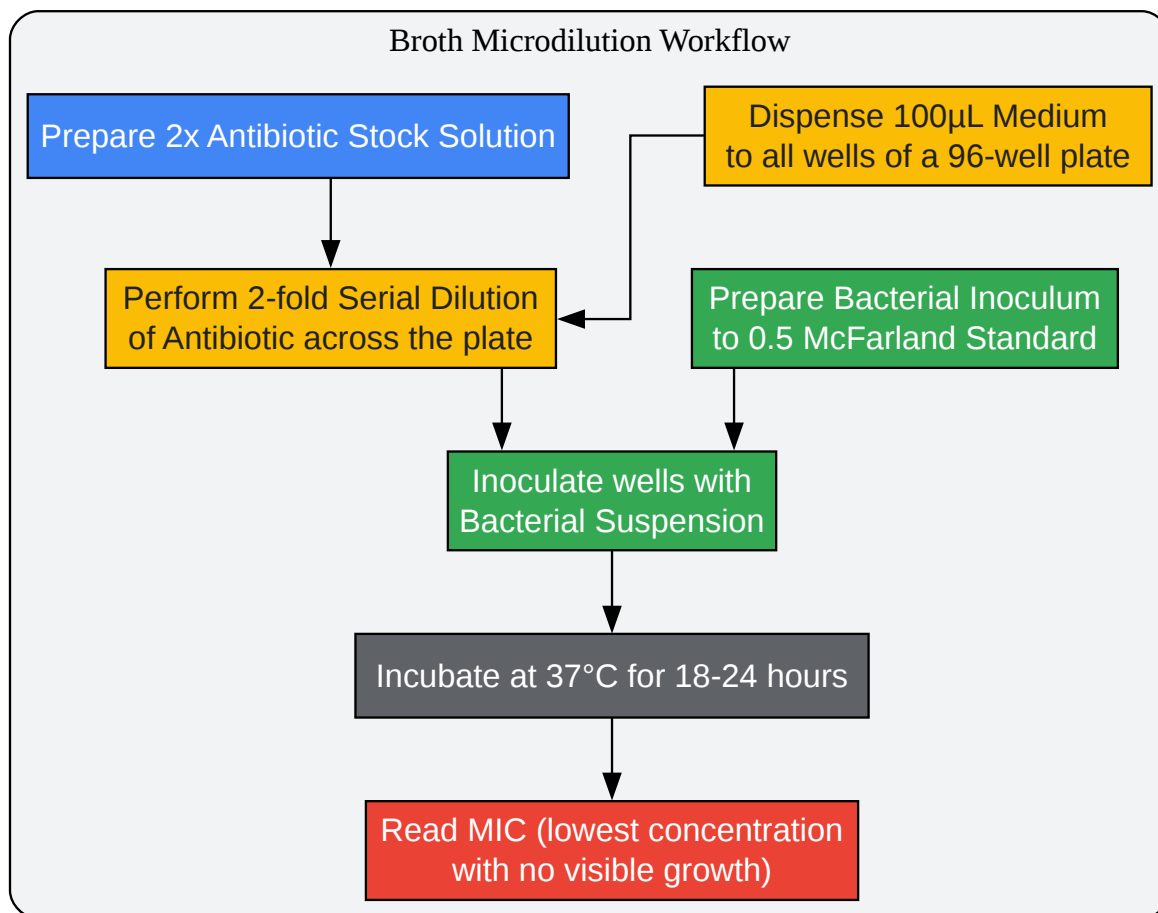 Broth Microdilution Workflow
Prepare 2x Antibiotic Stock Solution
Dispense 100µL Medium
to all wells of a 96-well plate
Perform 2-fold Serial Dilution
of Antibiotic across the plate
Prepare Bacterial Inoculum
to 0.5 McFarland Standard
Inoculate wells with
Bacterial Suspension
Incubate at 37°C for 18-24 hours
Read MIC (lowest concentration
with no visible growth)